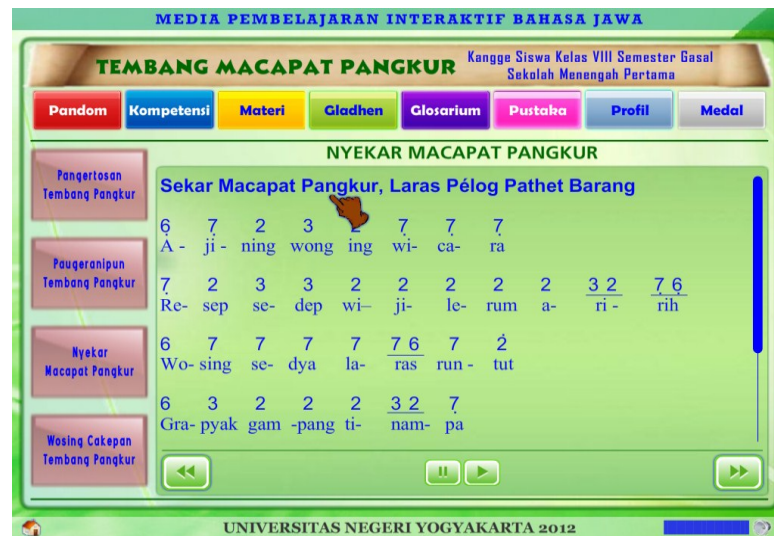 MEDIA PEMBELAJARAN INTERAKTIF BAHASA JAWA
TEMBANG MACAPAT PANGKUR
Kangge Siswa Kelas VIII Semester Gasal
Sekolah Menengah Pertama
Pandom Kompetensi Materi Gladhen Glosarium Pustaka Profil Medal
Pangertosan
Tembang Pangkur
Paugeranipun
Tembang Pangkur
Nyekar
Macapat Pangkur
Wosing Cakepan
Tembang Pangkur
NYEKAR MACAPAT PANGKUR
Sekar Macapat Pangkur, Laras Pélog Pathet Barang
6̣ 7̣ 2 3 2 7̣ 7̣ 7̣
A - ji - ning wong ing wi- ca- ra
7̣ 2 3 3 2 2 2 2 2 3 2 7̣ 6̣
Re- sep se- dep wi– ji- le- rum a- ri - rih
6 7 7 7 7 7 6 7 2̇
Wo- sing se- dya la- ras run - tut
6 3 2 2 2 3 2 7̣
Gra- pyak gam -pang ti- nam- pa
UNIVERSITAS NEGERI YOGYAKARTA 2012